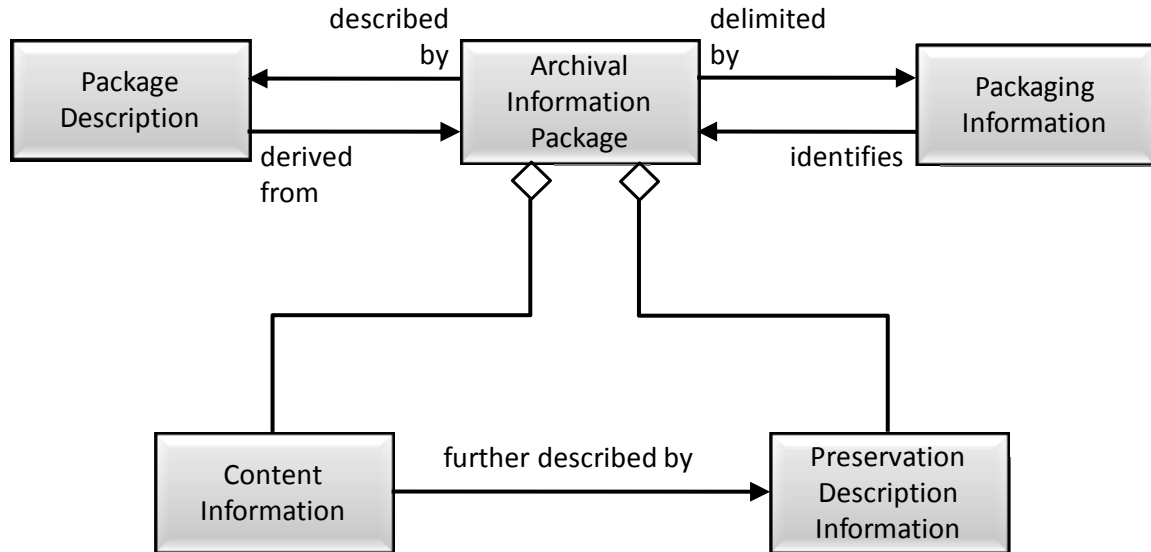 described
by
delimited
by
Package
Description
Archival
Information
Package
Packaging
Information
derived
from
identifies
Content
Information
further described by
Preservation
Description
Information